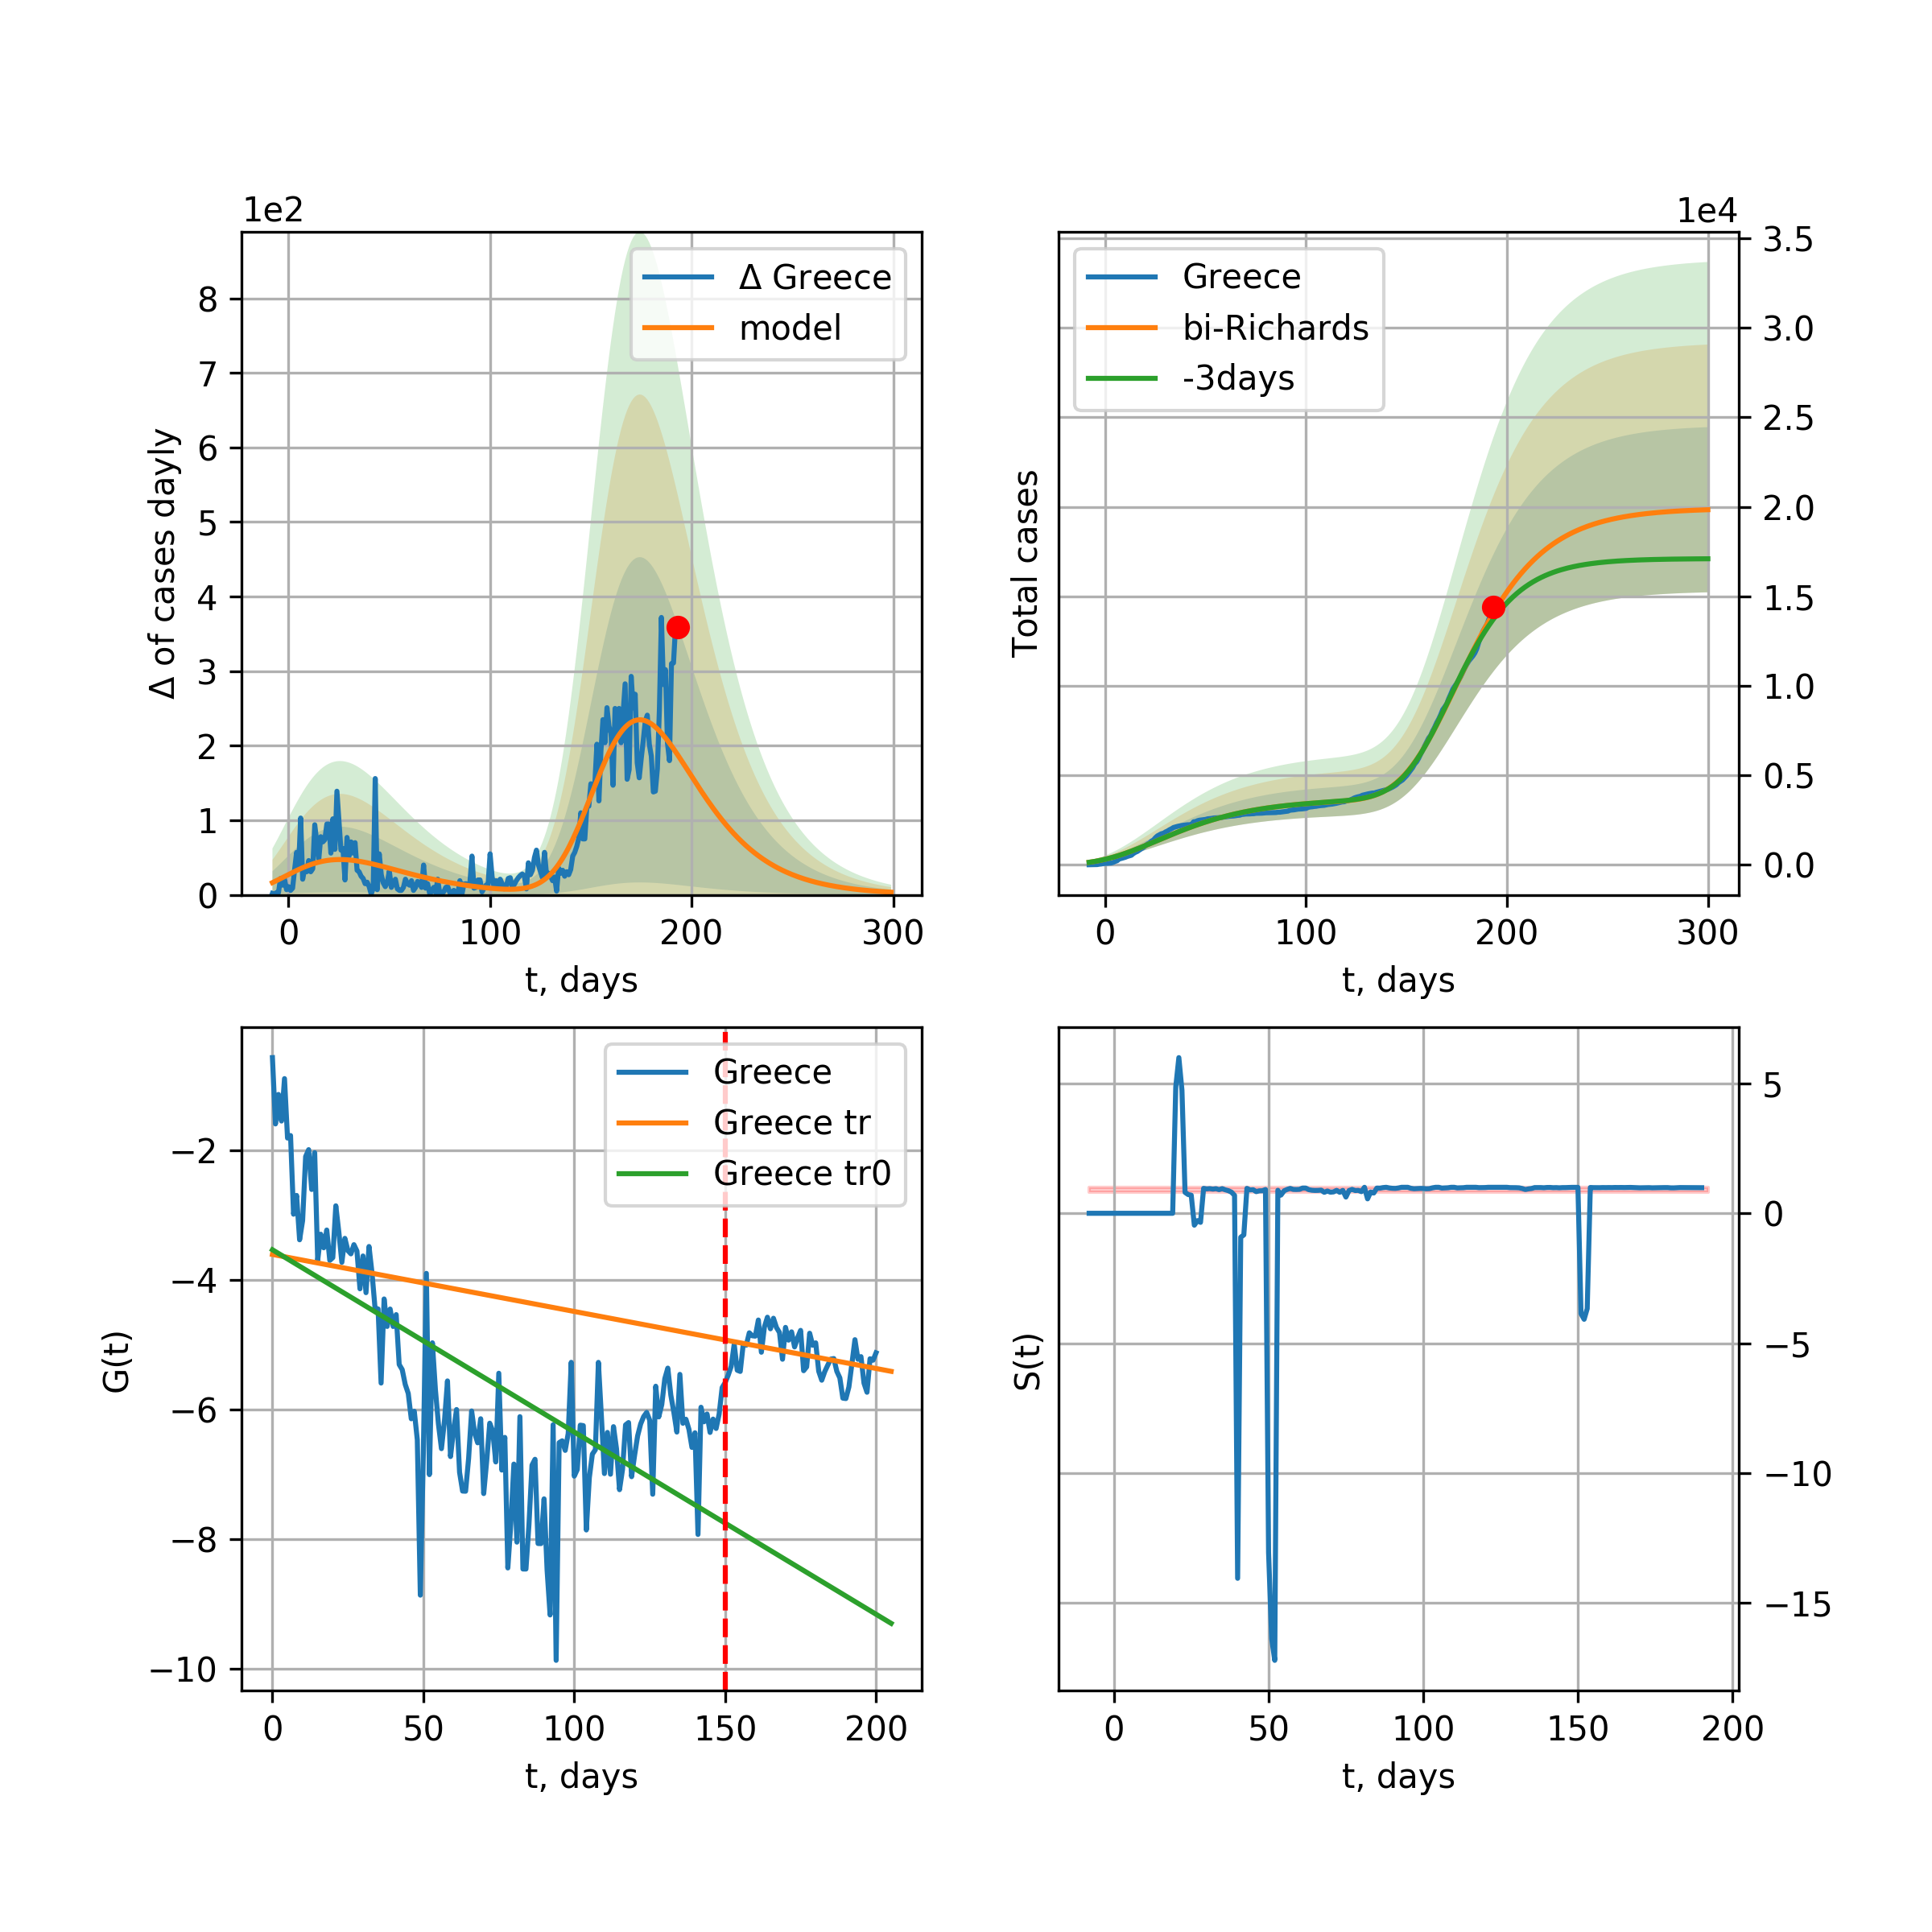 1e2
Δ of cases dayly
8
7
6
5
4
3
2
1
0
0 100 200 300
t, days
Δ Greece
model
1e4
Total cases
3.5
3.0
2.5
2.0
1.5
1.0
0.5
0.0
0 100 200 300
t, days
Greece
bi-Richards
-3days
G(t)
−2
−4
−6
−8
−10
0 50 100 150 200
t, days
Greece
Greece tr
Greece tr0
S(t)
5
0
−5
−10
−15
0 50 100 150 200
t, days